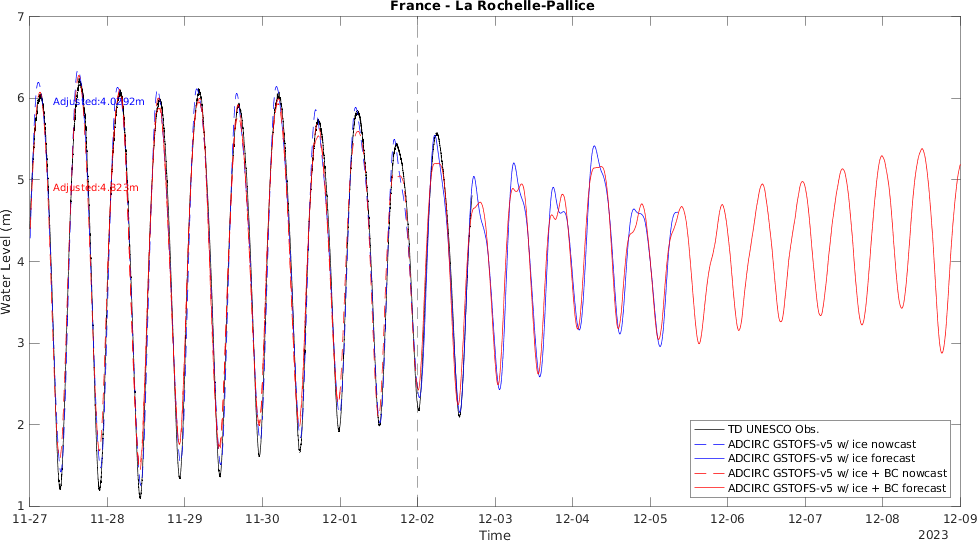 France - La Rochelle-Pallice
7
6
5
4
3
2
1
Water Level (m)
Adjusted:4.0292m
Adjusted:4.323m
TD UNESCO Obs.
ADCIRC GSTOFS-v5 w/ ice nowcast
ADCIRC GSTOFS-v5 w/ ice forecast
ADCIRC GSTOFS-v5 w/ ice + BC nowcast
ADCIRC GSTOFS-v5 w/ ice + BC forecast
11-27 11-28 11-29 11-30 12-01 12-02 12-03 12-04 12-05 12-06 12-07 12-08 12-09
Time
2023